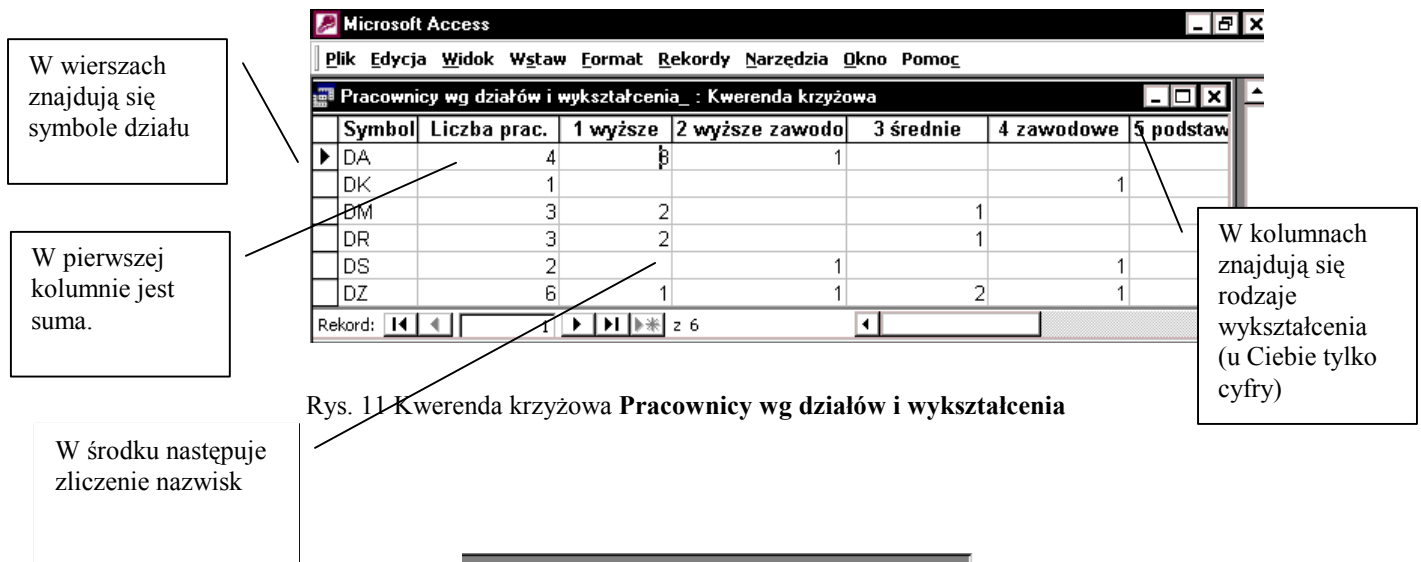 Microsoft Access
Plik Edycja Widok Wstaw Format Rekordy Narzędzia Okno Pomoc
Pracownicy wg działów i wykształcenia_ : Kwerenda krzyżowa
Symbol Liczba prac. 1 wyższe 2 wyższe zawodo 3 średnie 4 zawodowe 5 podstaw
DA 4 3 1
DK 1 1
DM 3 2 1
DR 3 2 1
DS 2 1 1
DZ 6 1 1 2 1
Rekord: 1 z 6
W wierszach
znajdują się
symbole działu
W pierwszej
kolumnie jest
suma.
W kolumnach
znajdują się
rodzaje
wykształcenia
(u Ciebie tylko
cyfry)
Rys. 11 Kwerenda krzyżowa Pracownicy wg działów i wykształcenia
W środku następuje
zliczenie nazwisk